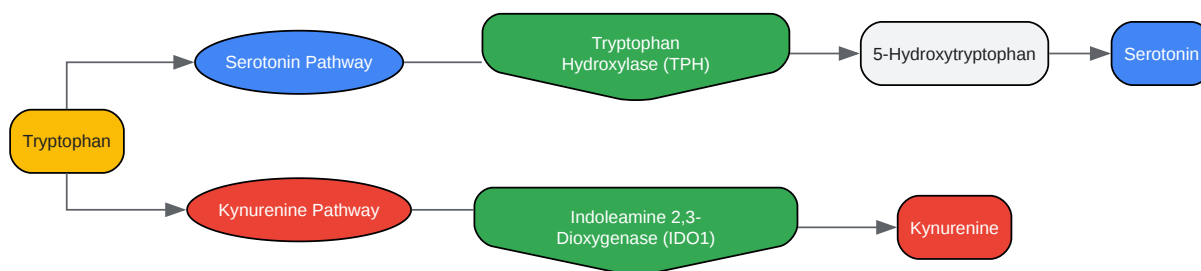 Serotonin Pathway
Tryptophan
Hydroxylase (TPH)
5-Hydroxytryptophan
Serotonin
Tryptophan
Kynurenine Pathway
Indoleamine 2,3-
Dioxygenase (IDO1)
Kynurenine